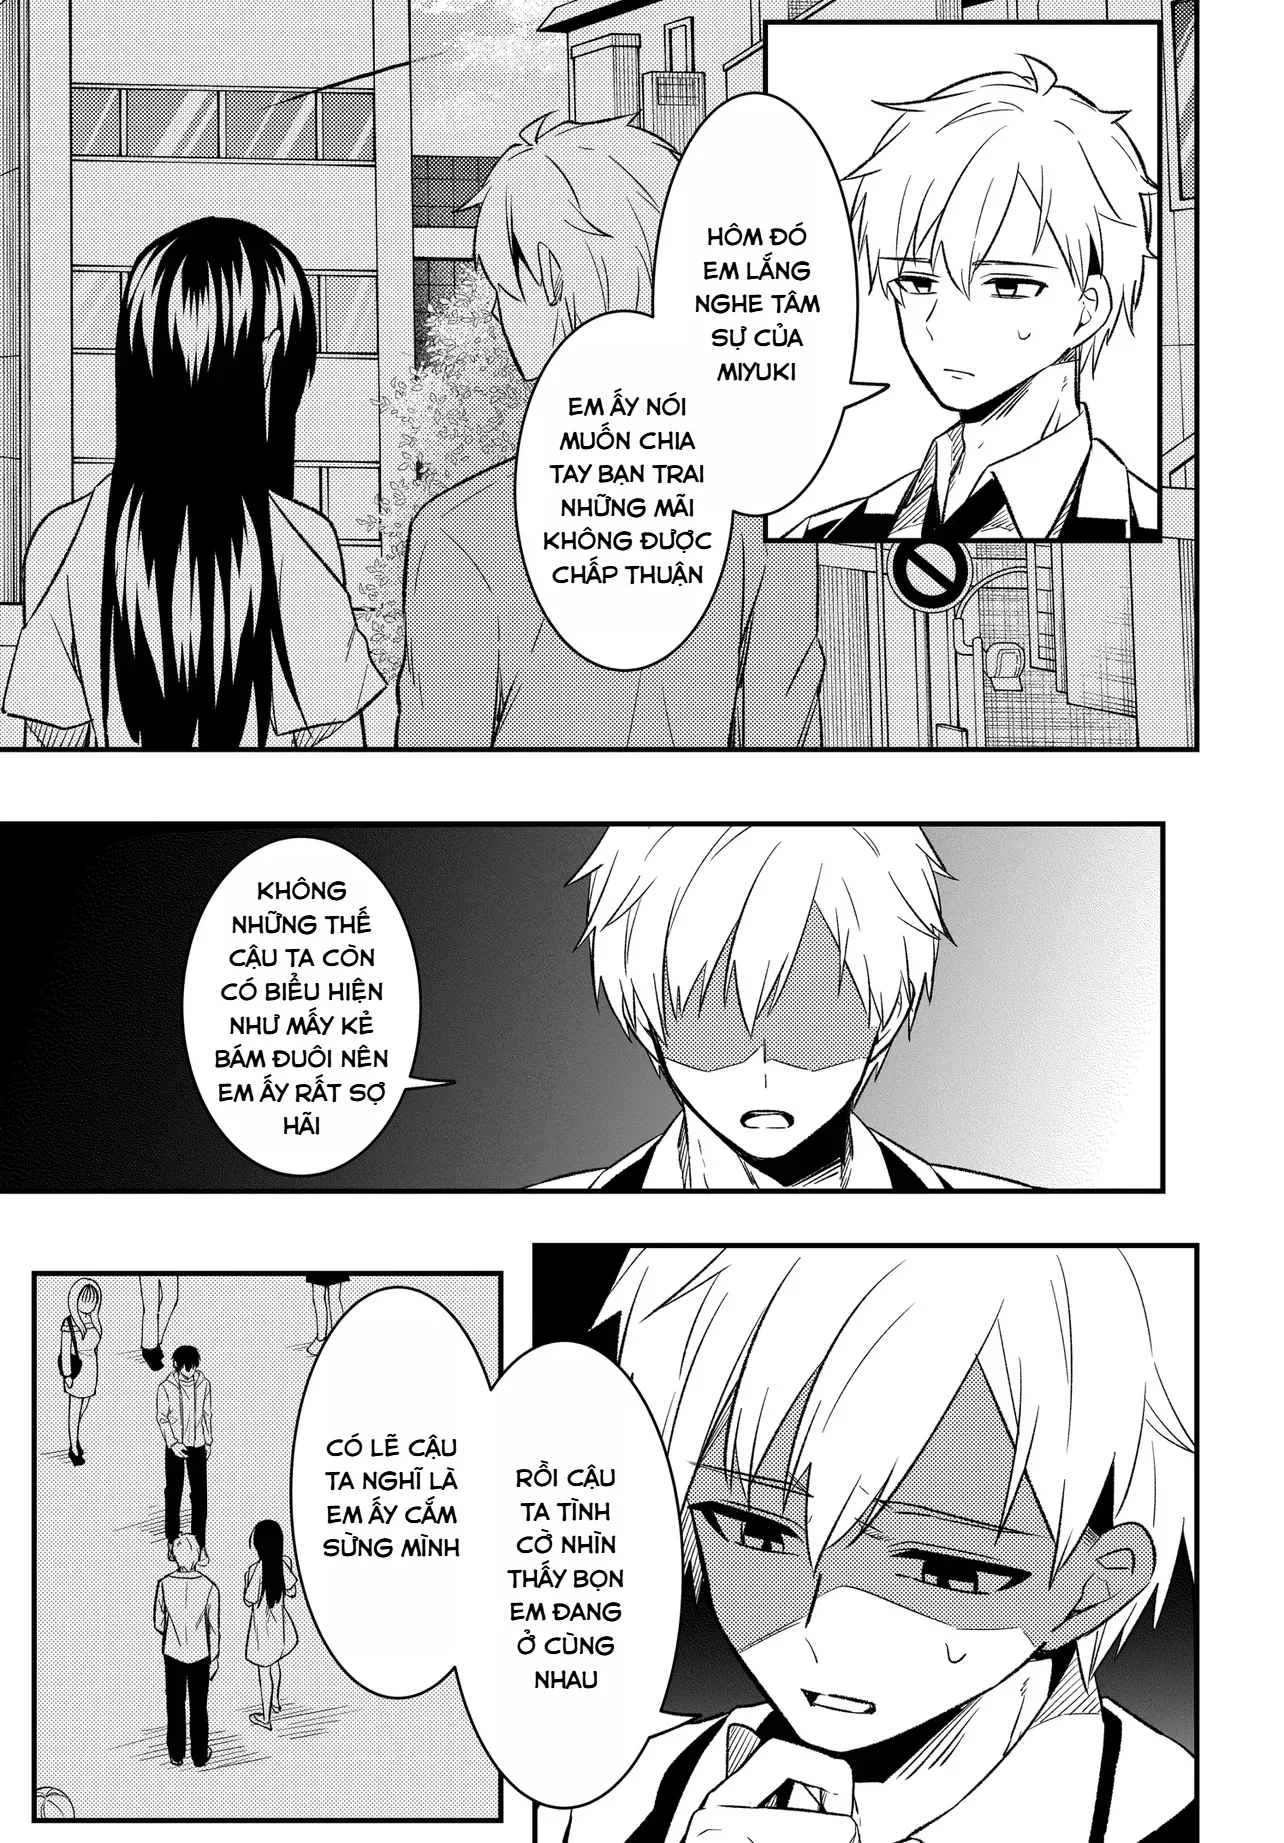 HÔM ĐÓ
EM LẮNG
NGHE TÂM
SỰ CỦA
MIYUKI
EM ẤY NÓI
MUỐN CHIA
TAY BẠN TRAI
NHỮNG MÃI
KHÔNG ĐƯỢC
CHẤP THUẬN
KHÔNG
NHỮNG THẾ
CẬU TA CÒN
CÓ BIỂU HIỆN
NHƯ MẤY KẺ
BÁM ĐUÔI NÊN
EM ẤY RẤT SỢ
HÃI
RỒI CẬU
TA TÌNH
CỜ NHÌN
THẤY BỌN
EM ĐANG
Ở CÙNG
NHAU
CÓ LẼ CẬU
TA NGHĨ LÀ
EM ẤY CẮM
SỪNG MÌNH